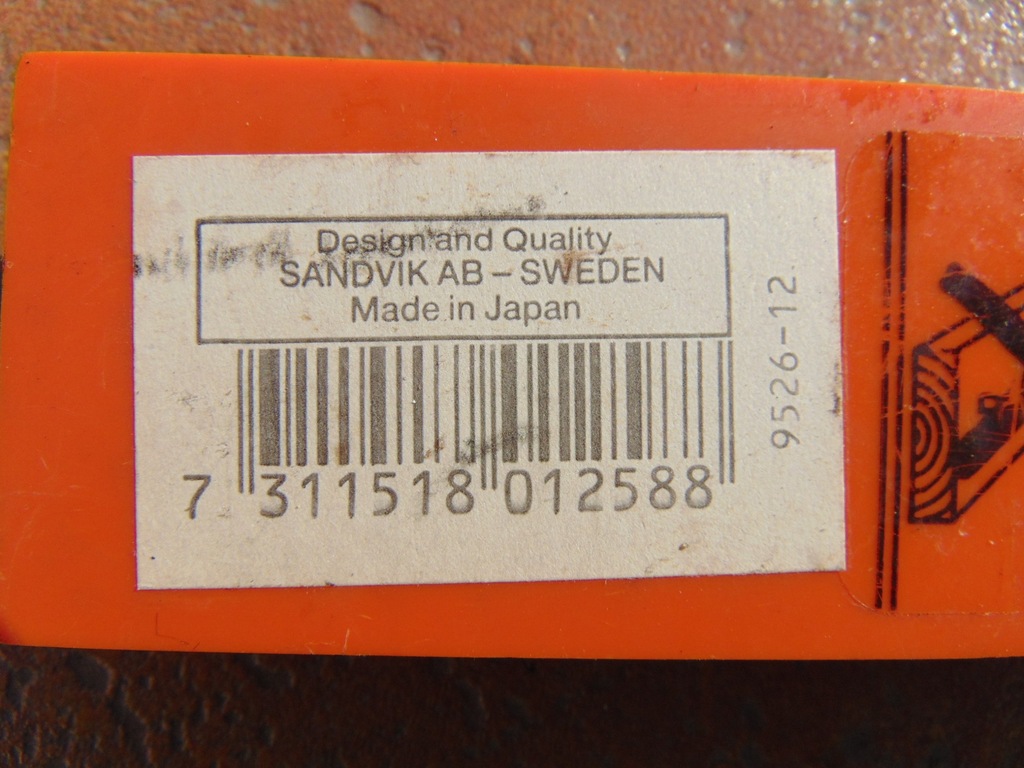 Design and Quality
SANDVIK AB – SWEDEN
Made in Japan
9526-12
7 311518 012588